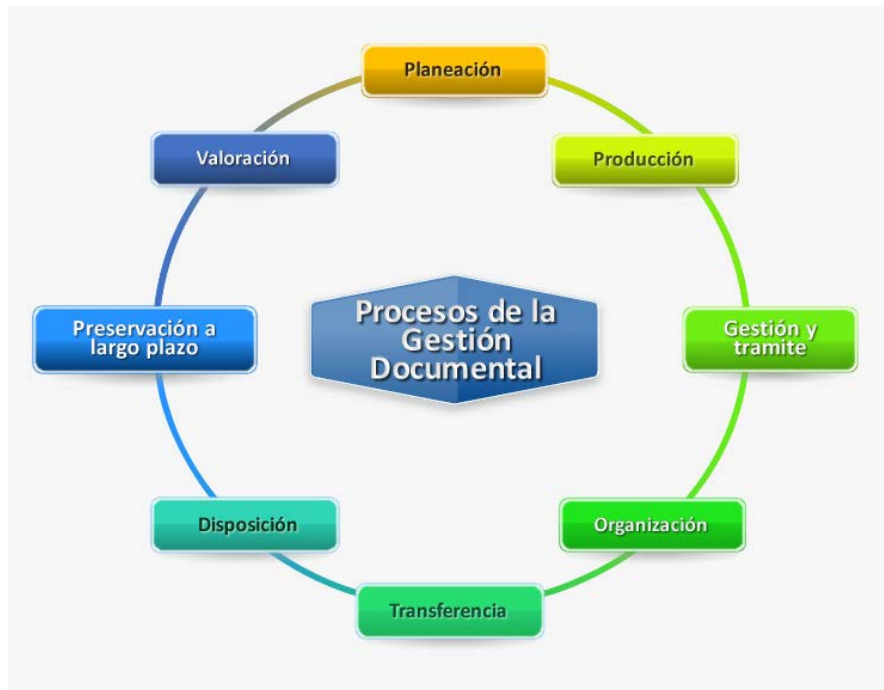 Planeación
Valoración
Producción
Procesos de la
Gestión
Documental
Preservación a
largo plazo
Gestión y
tramite
Disposición
Organización
Transferencia